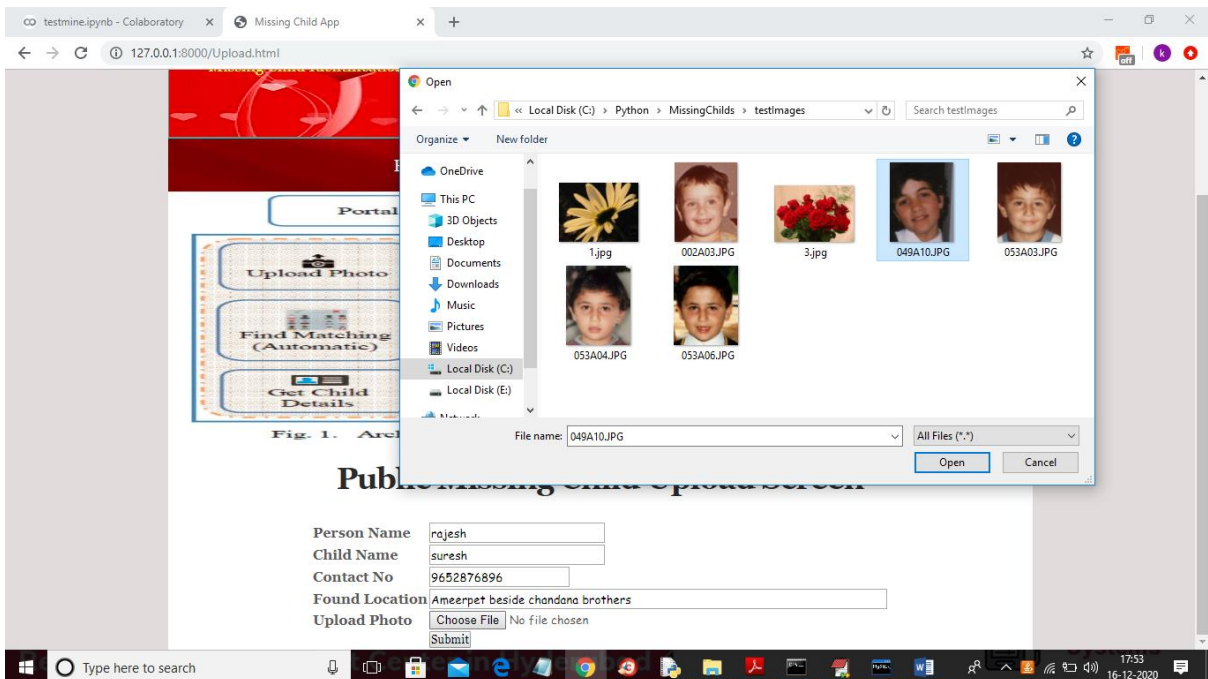 testmine.ipynb - Colaboratory
Missing Child App
127.0.0.1:8000/Upload.html
off
k
Open
« Local Disk (C:) › Python › MissingChilds › testImages
Search testImages
Organize
New folder
OneDrive
This PC
3D Objects
Desktop
Documents
Downloads
Music
Pictures
Videos
Local Disk (C:)
Local Disk (E:)
1.jpg
002A03.JPG
3.jpg
049A10.JPG
053A03.JPG
053A04.JPG
053A06.JPG
File name: 049A10.JPG
All Files (*.*)
Open
Cancel
Portal
Upload Photo
Find Matching
(Automatic)
Get Child
Details
Fig. 1.
Upload Screen
Person Name rajesh
Child Name suresh
Contact No 9652876896
Found Location Ameerpet beside chandana brothers
Upload Photo Choose File No file chosen
Submit
Type here to search
17:53
16-12-2020